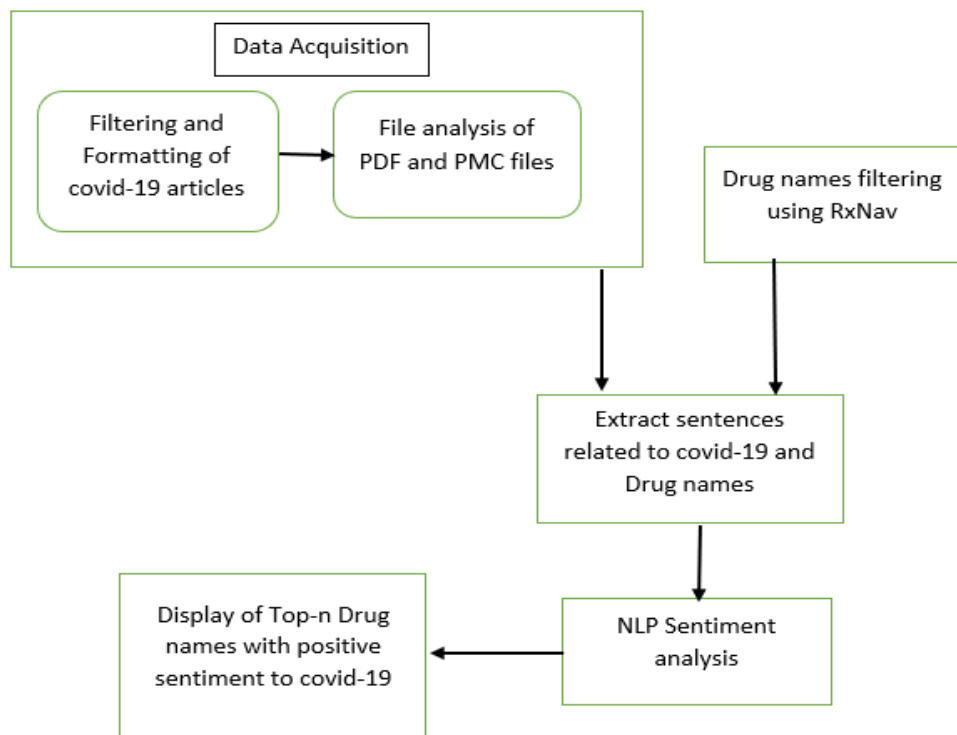 Data Acquisition
Filtering and
Formatting of
covid-19 articles
File analysis of
PDF and PMC files
Drug names filtering
using RxNav
Extract sentences
related to covid-19 and
Drug names
NLP Sentiment
analysis
Display of Top-n Drug
names with positive
sentiment to covid-19